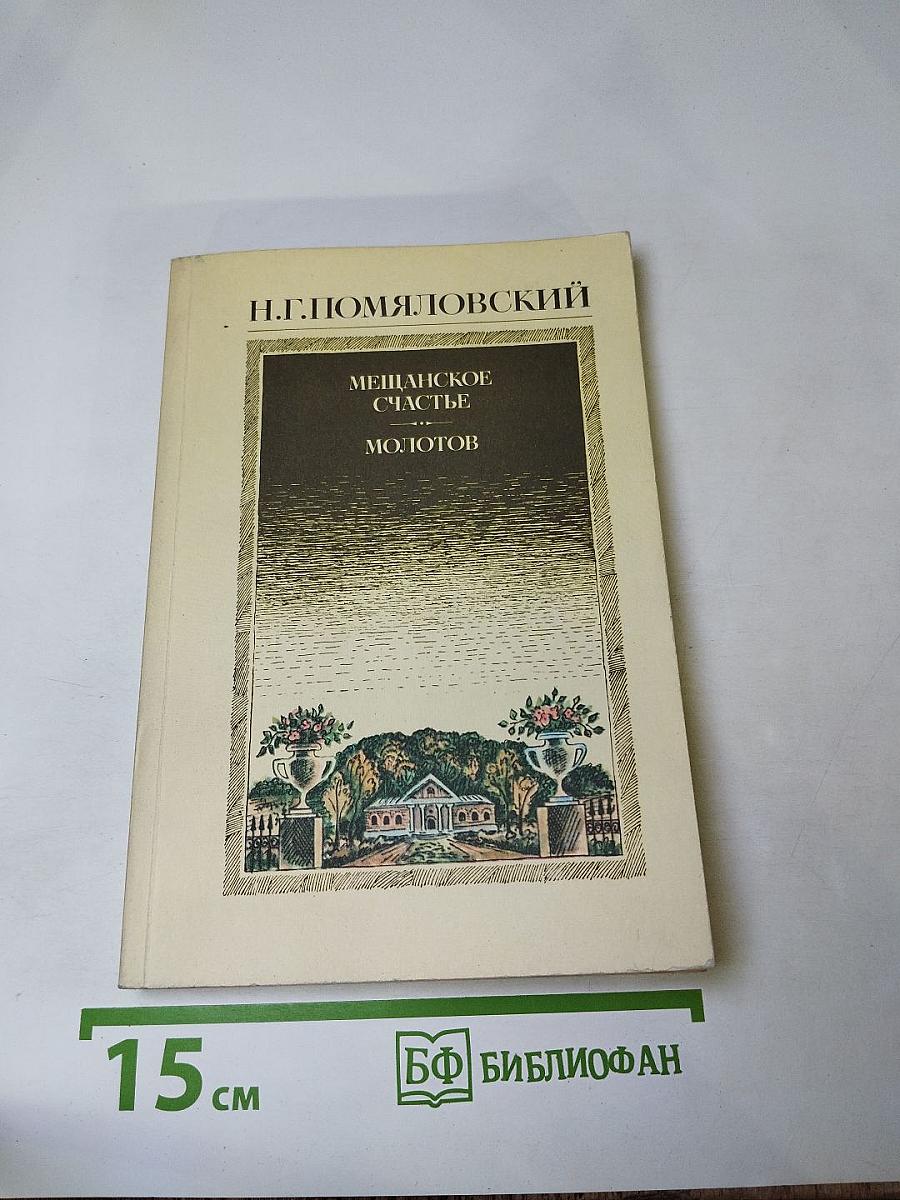 Н.Г.ПОМЯЛОВСКИЙ
МЕЩАНСКОЕ
СЧАСТЬЕ
МОЛОТОВ
15 см
БФ БИБЛИОФАН